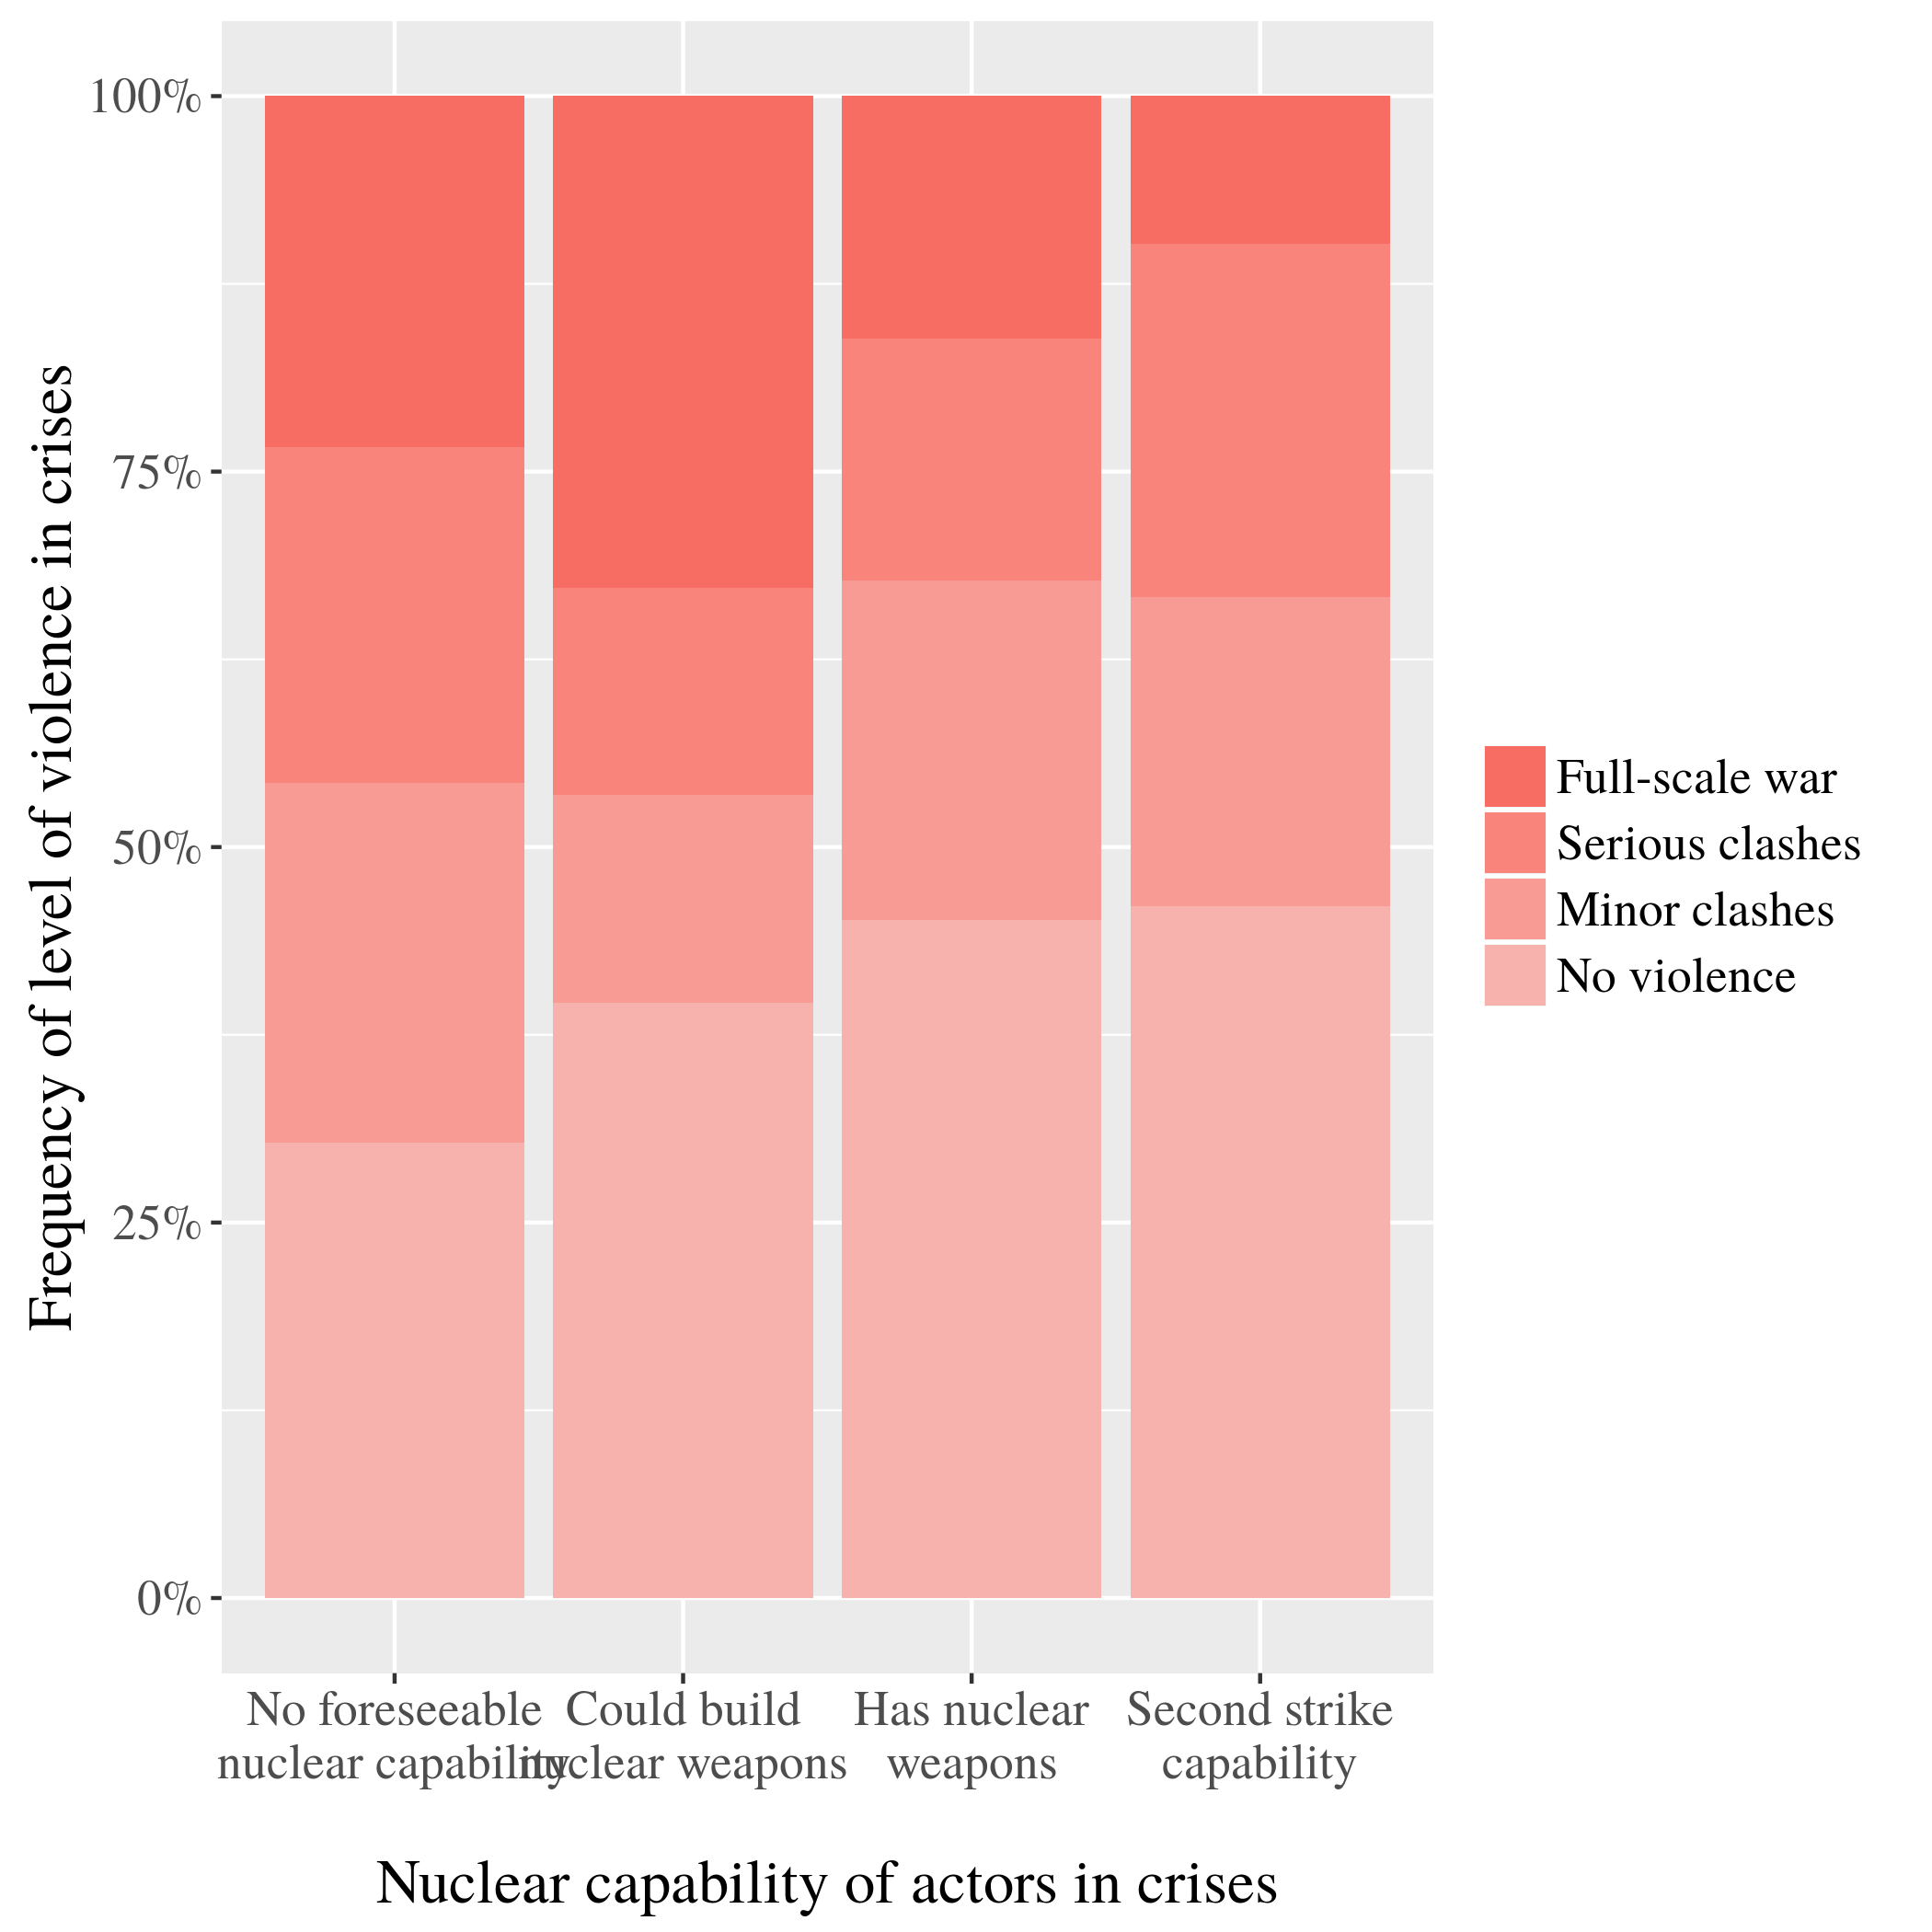 Frequency of level of violence in crises
100%
75%
50%
25%
0%
No foreseeable
nuclear capability
Could build
nuclear weapons
Has nuclear
weapons
Second strike
capability
Nuclear capability of actors in crises
Full-scale war
Serious clashes
Minor clashes
No violence